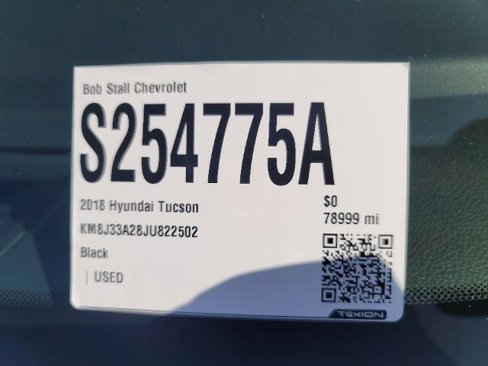 Bob Stall Chevrolet
S254775A
2018 Hyundai Tucson
$0
78999 mi
KM8J33A28JU822502
Black
| USED
TEKION